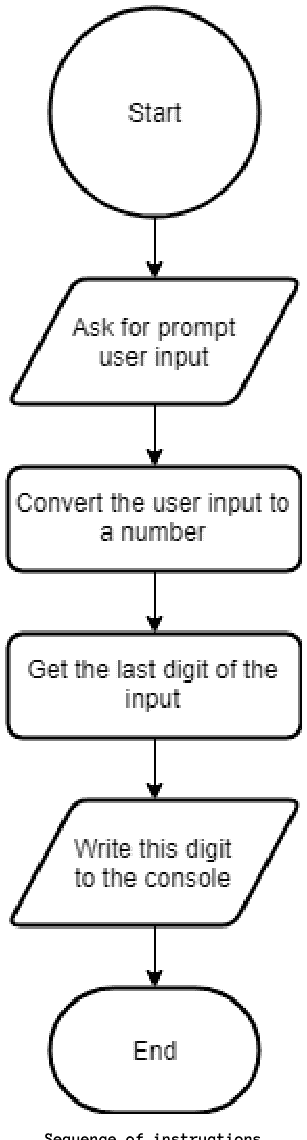 Start
Ask for prompt
user input
Convert the user input to
a number
Get the last digit of the
input
Write this digit
to the console
End
Sequence of instructions